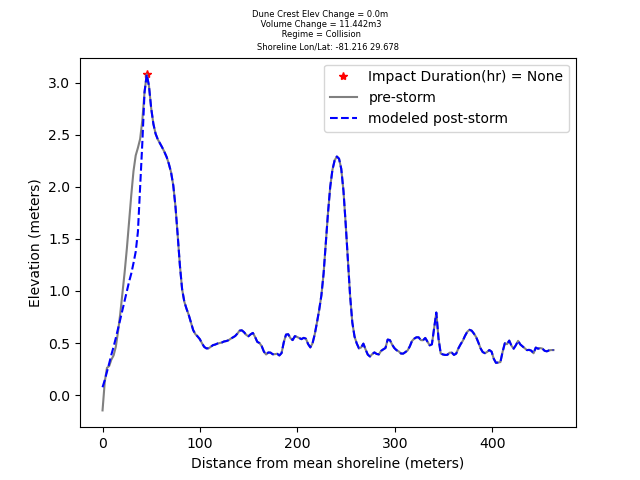 Dune Crest Elev Change = 0.0m
Volume Change = 11.442m3
Regime = Collision
Shoreline Lon/Lat: -81.216 29.678
Impact Duration(hr) = None
pre-storm
modeled post-storm
3.0
2.5
2.0
1.5
1.0
0.5
0.0
Elevation (meters)
0 100 200 300 400
Distance from mean shoreline (meters)